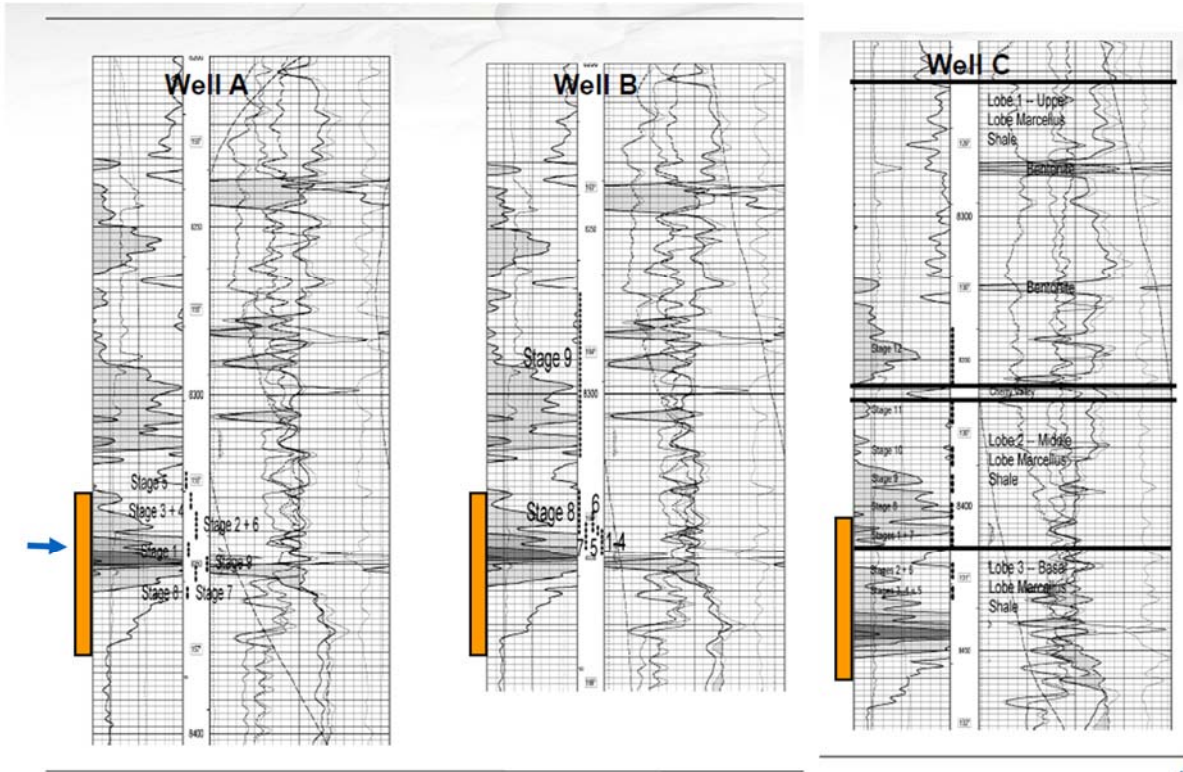 Well A
8250
8300
8400
Stage 5
Stage 3 + 4
Stage 2 + 6
Stage 1
Stage 9
Stage 8
Stage 7
Well B
8300
Stage 9
Stage 8
6
7
5
1-4
Well C
Lobe 1 – Upper
Lobe Marcellus
Shale
Bentonite
8300
Bentonite
Stage 12
Cherry Valley
Stage 11
Stage 10
Lobe 2 – Middle
Lobe Marcellus
Shale
Stage 9
Stage 8
8400
Stages 1 + 7
Lobe 3 – Basal
Lobe Marcellus
Shale
Stages 2 + 6
Stages 3, 4 + 5
8450